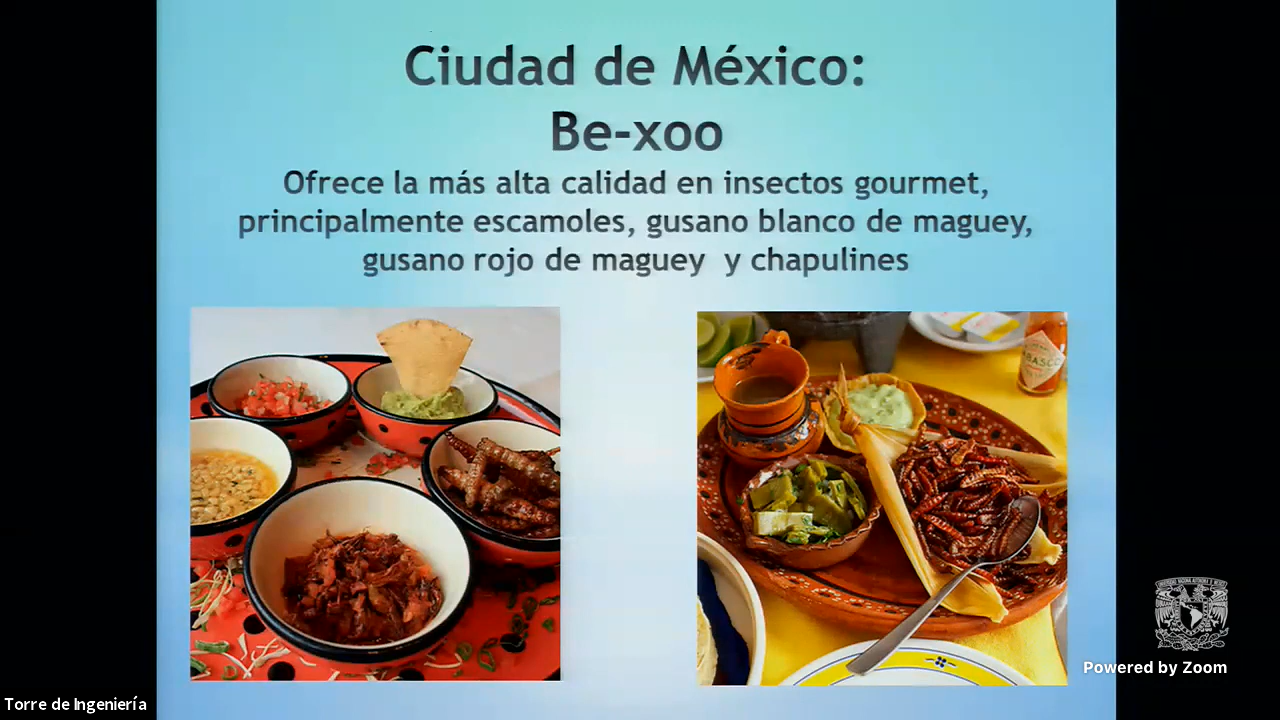 Ciudad de México:
Be-xoo
Ofrece la más alta calidad en insectos gourmet,
principalmente escamoles, gusano blanco de maguey,
gusano rojo de maguey y chapulines
Powered by Zoom
Torre de Ingeniería